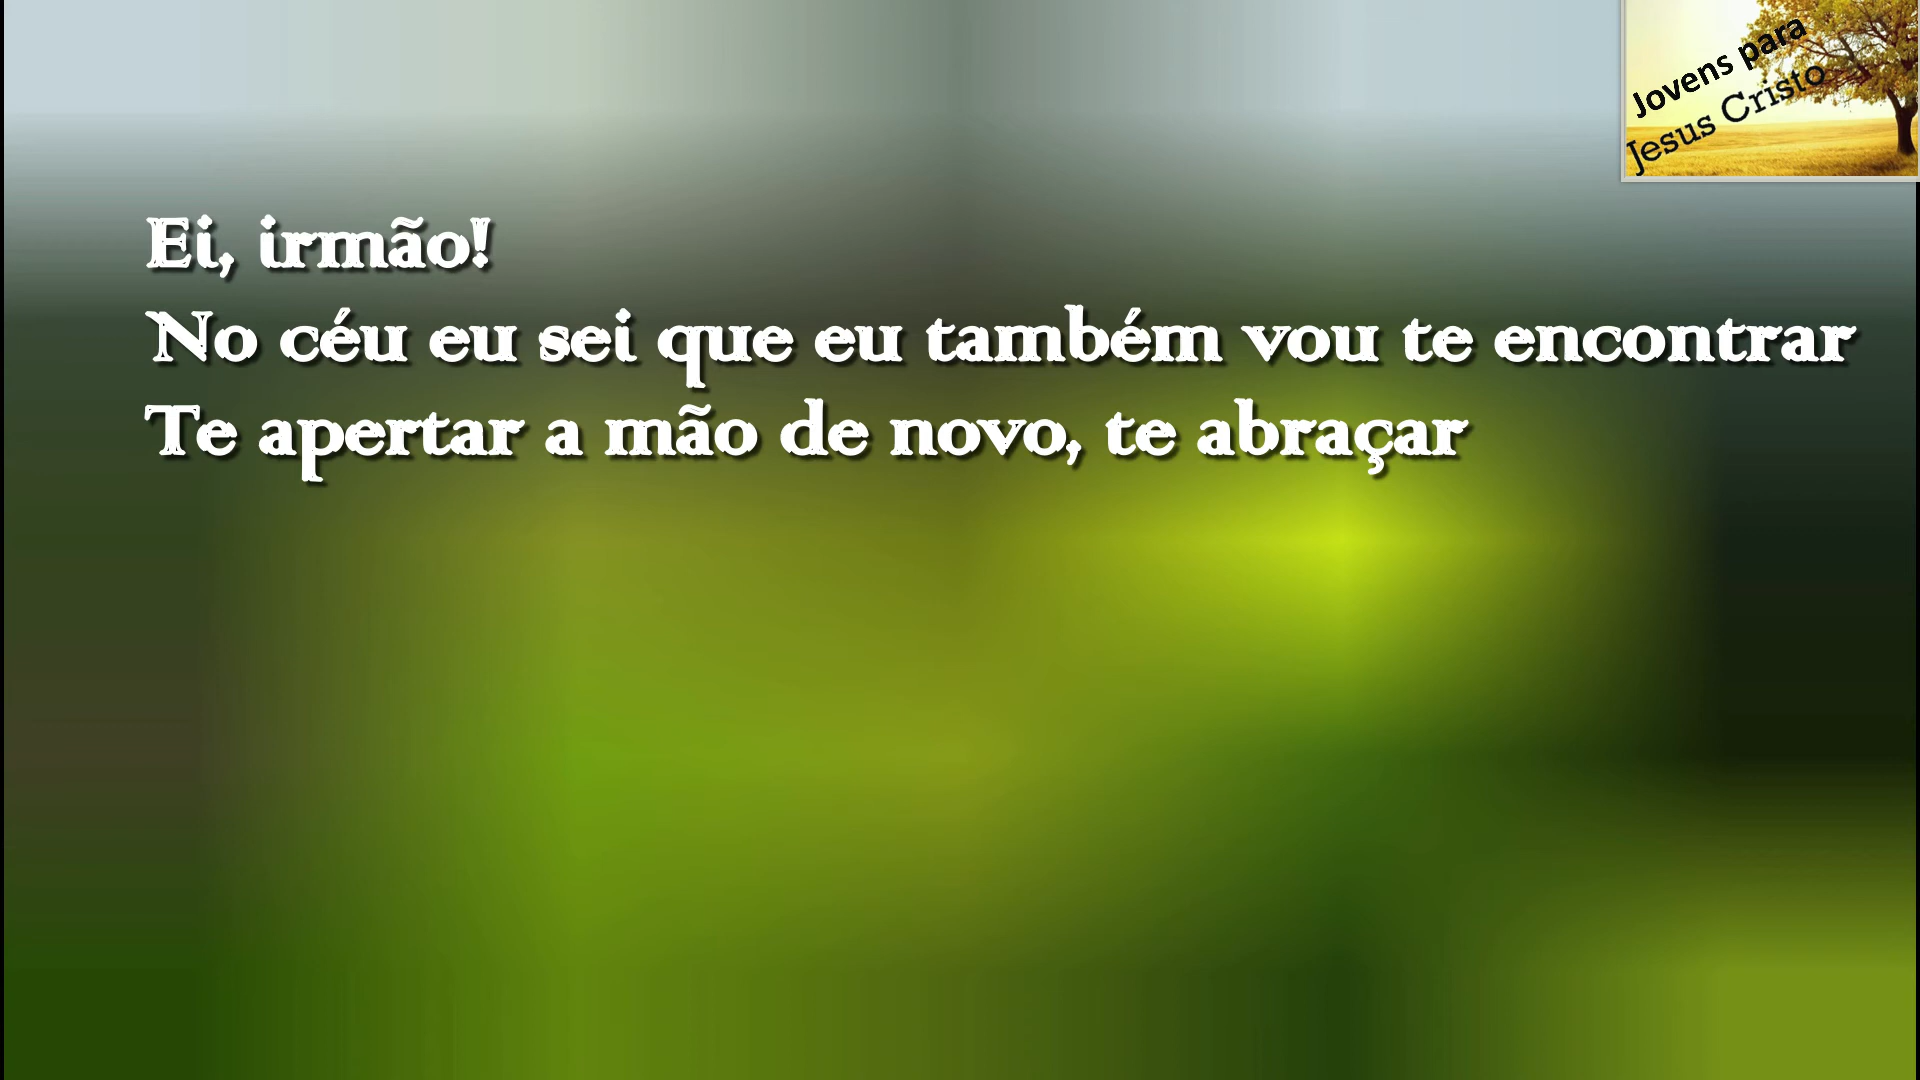 Jovens para
Jesus Cristo
Ei, irmão!
No céu eu sei que eu também vou te encontrar
Te apertar a mão de novo, te abraçar